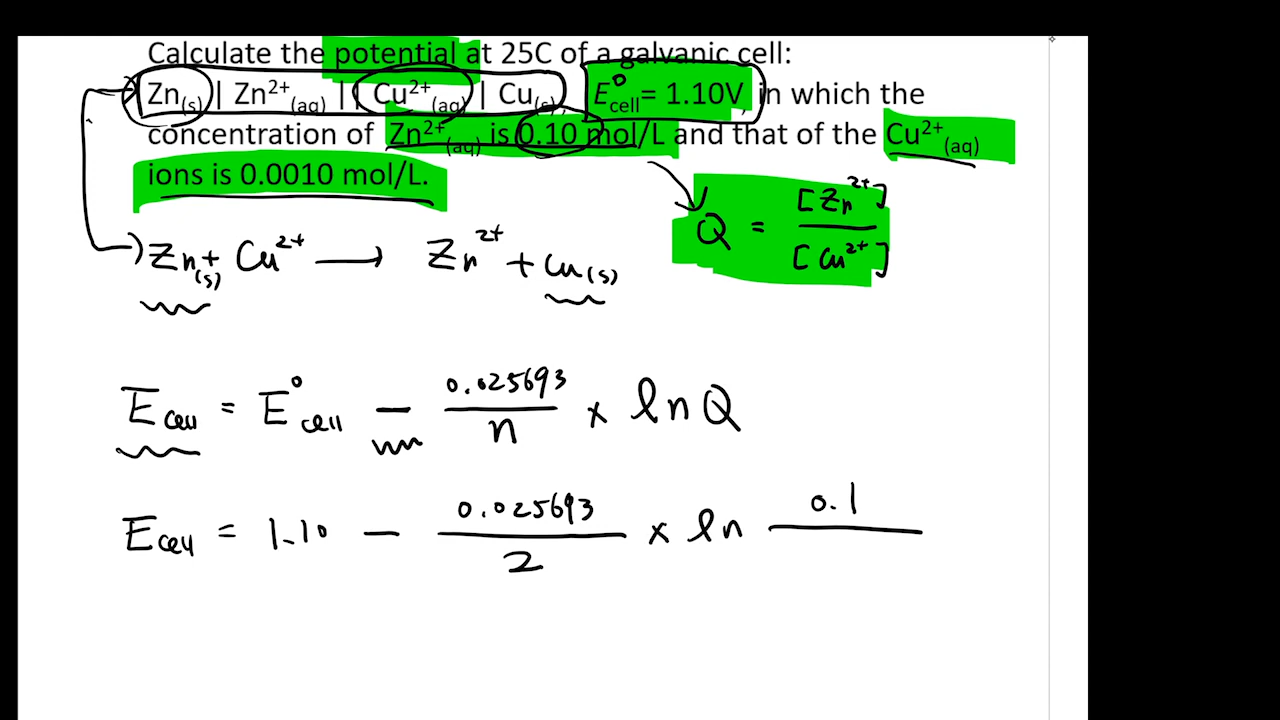 Calculate the potential at 25C of a galvanic cell:
Zn(s) | Zn²⁺(aq) || Cu²⁺(aq) | Cu(s), E⁰cell = 1.10V, in which the
concentration of Zn²⁺(aq) is 0.10 mol/L and that of the Cu²⁺(aq)
ions is 0.0010 mol/L.
Q = [Zn²⁺] / [Cu²⁺]
Zn(s) + Cu²⁺ → Zn²⁺ + Cu(s)
Ecell = E⁰cell − 0.025693 / n × ln Q
Ecell = 1.10 − 0.025693 / 2 × ln 0.1 /